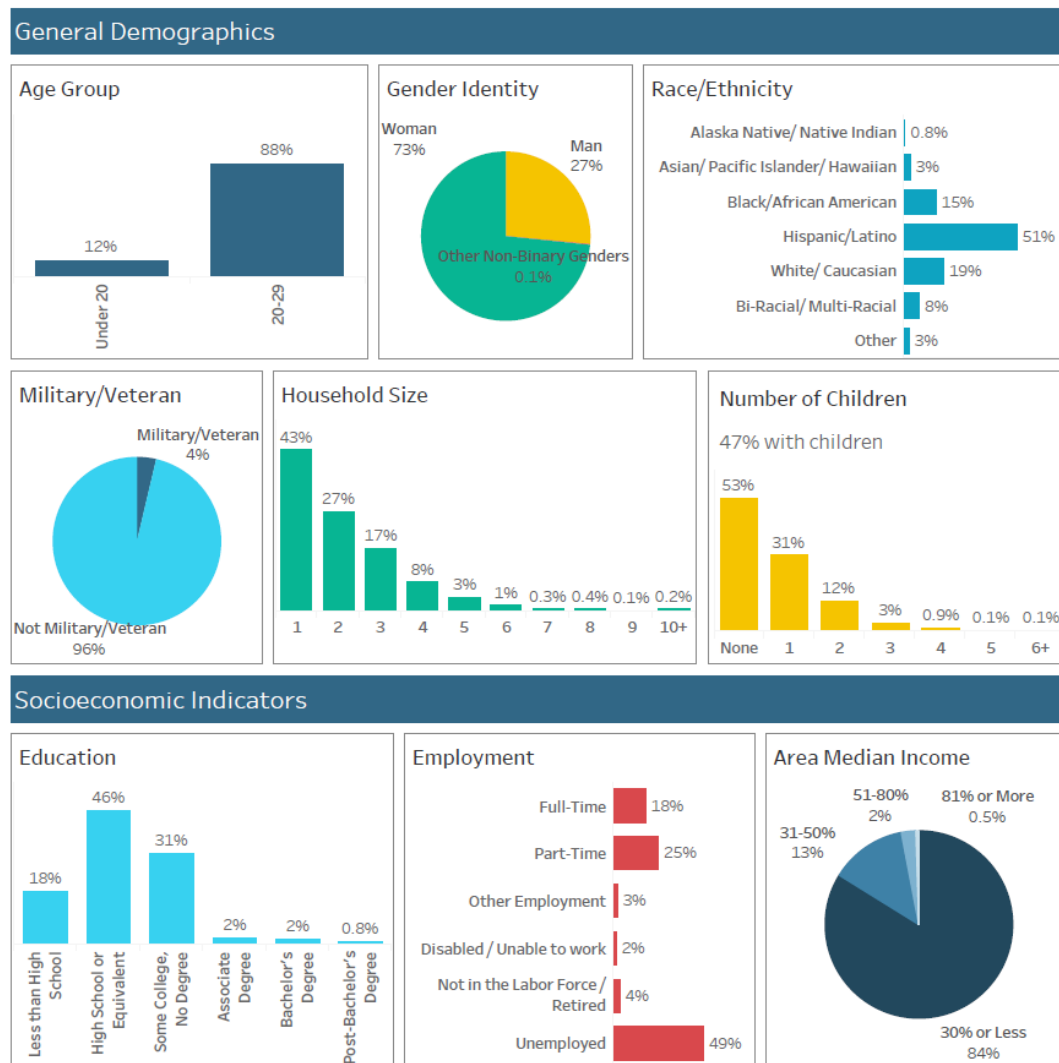 General Demographics
Age Group
88%
12%
Under 20
20-29
Gender Identity
Woman
73%
Man
27%
Other Non-Binary Genders
0.1%
Race/Ethnicity
Alaska Native/ Native Indian 0.8%
Asian/ Pacific Islander/ Hawaiian 3%
Black/African American 15%
Hispanic/Latino 51%
White/ Caucasian 19%
Bi-Racial/ Multi-Racial 8%
Other 3%
Military/Veteran
Military/Veteran
4%
Not Military/Veteran
96%
Household Size
43%
27%
17%
8%
3%
1%
0.3%
0.4%
0.1%
0.2%
1 2 3 4 5 6 7 8 9 10+
Number of Children
47% with children
53%
31%
12%
3%
0.9%
0.1%
0.1%
None 1 2 3 4 5 6+
Socioeconomic Indicators
Education
18%
46%
31%
2%
2%
0.8%
Less than High
School
High School or
Equivalent
Some College,
No Degree
Associate
Degree
Bachelor's
Degree
Post-Bachelor's
Degree
Employment
Full-Time 18%
Part-Time 25%
Other Employment 3%
Disabled / Unable to work 2%
Not in the Labor Force /
Retired 4%
Unemployed 49%
Area Median Income
51-80%
2%
81% or More
0.5%
31-50%
13%
30% or Less
84%